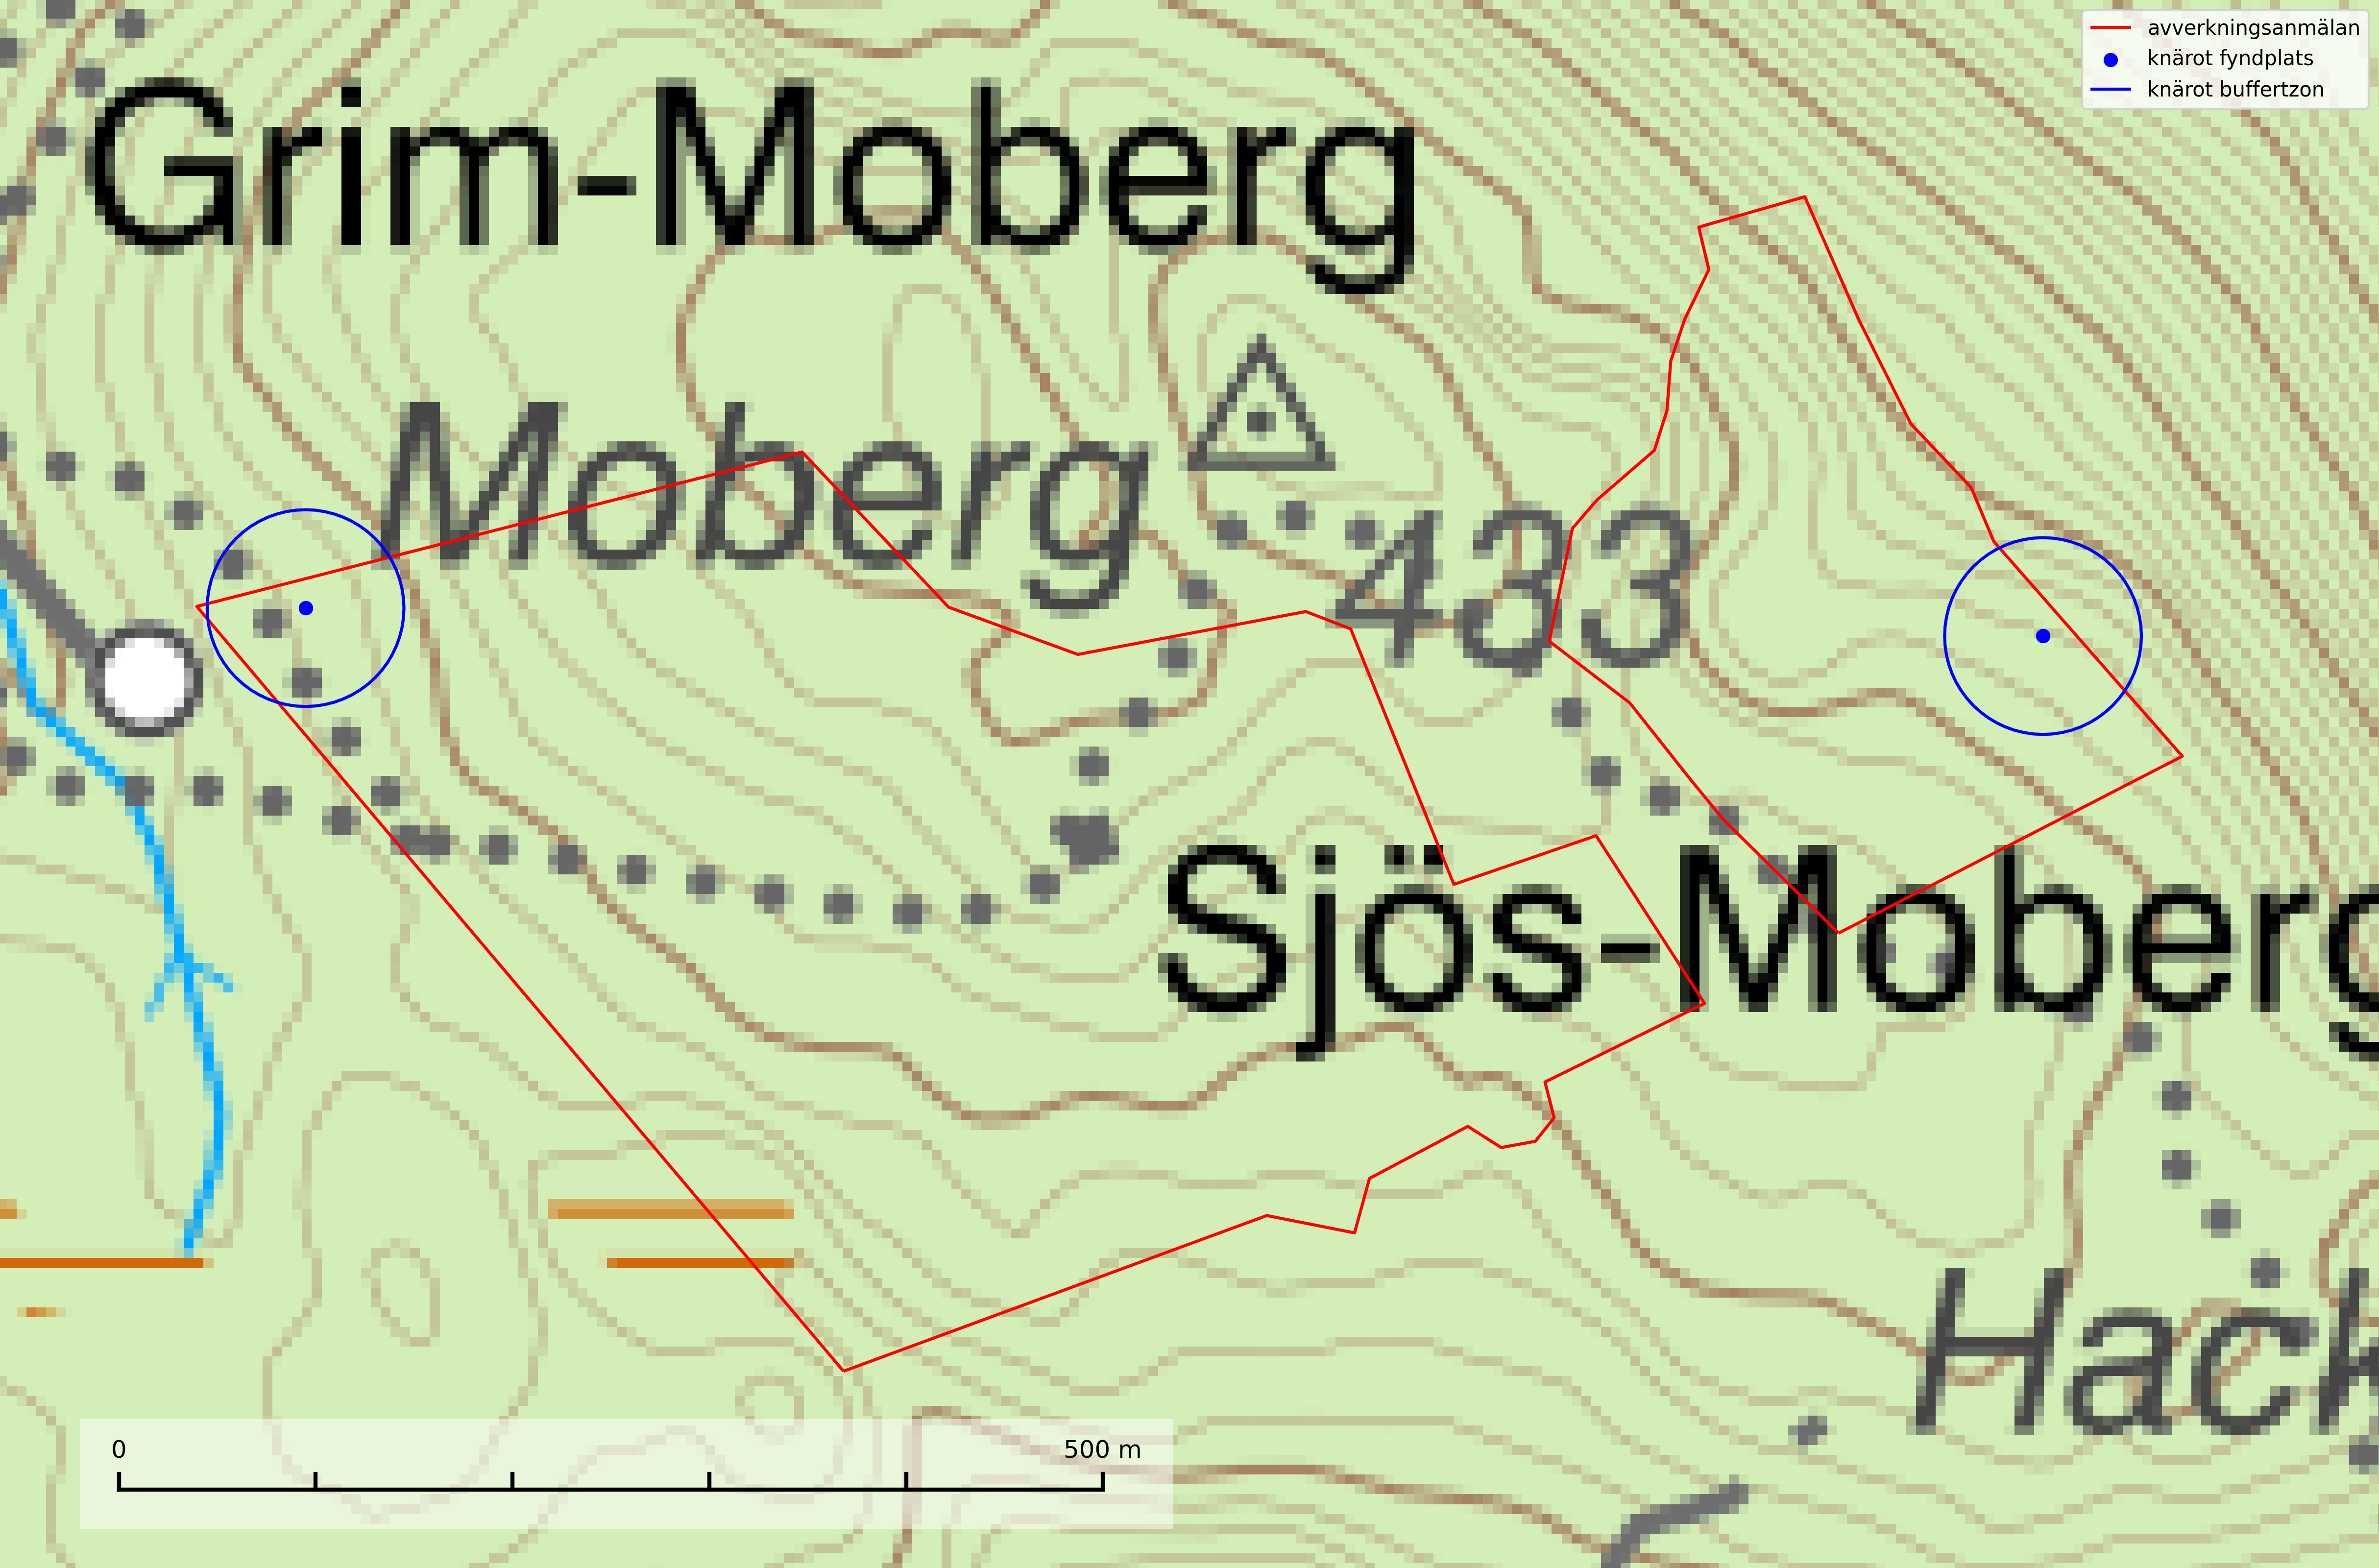 avverkningsanmälan
knärot fyndplats
knärot buffertzon
Grim-Moberg
Moberg
433
Sjös-Moberg
Hack
0 500 m